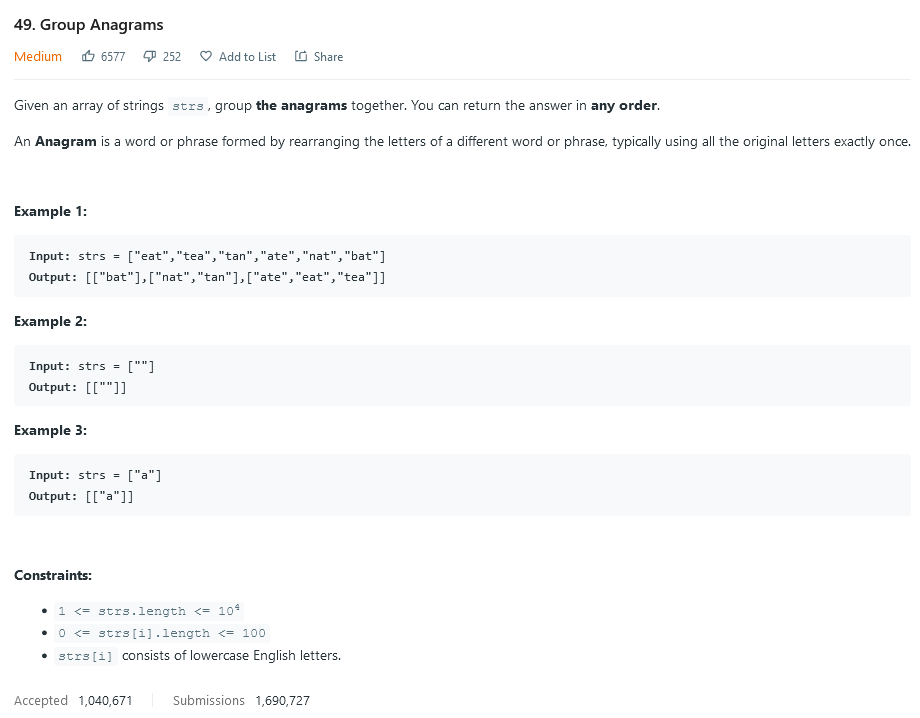 49. Group Anagrams
Medium 6577 252 Add to List Share
Given an array of strings strs, group the anagrams together. You can return the answer in any order.
An Anagram is a word or phrase formed by rearranging the letters of a different word or phrase, typically using all the original letters exactly once.
Example 1:
Input: strs = ["eat","tea","tan","ate","nat","bat"]
Output: [["bat"],["nat","tan"],["ate","eat","tea"]]
Example 2:
Input: strs = [""]
Output: [[""]]
Example 3:
Input: strs = ["a"]
Output: [["a"]]
Constraints:
• 1 <= strs.length <= 10⁴
• 0 <= strs[i].length <= 100
• strs[i] consists of lowercase English letters.
Accepted 1,040,671 Submissions 1,690,727